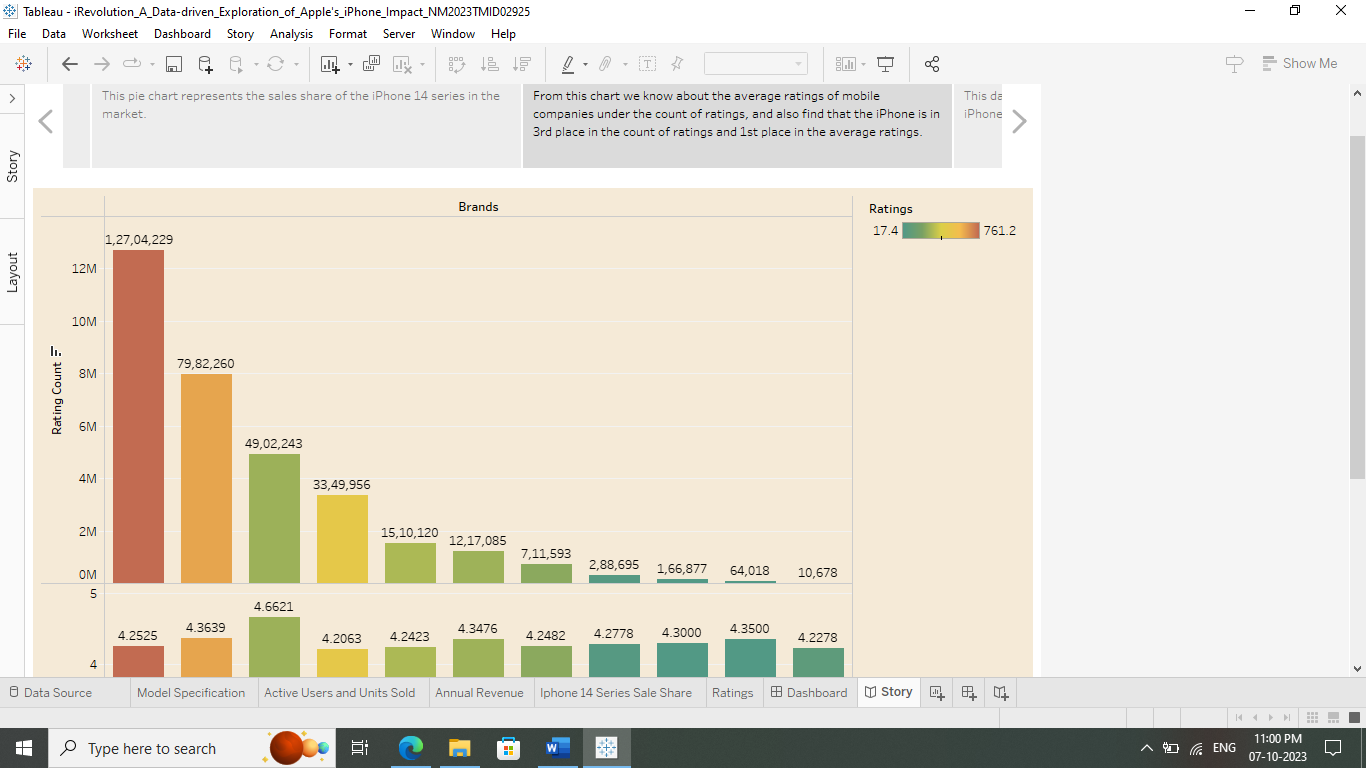 Tableau - iRevolution_A_Data-driven_Exploration_of_Apple's_iPhone_Impact_NM2023TMID02925
File Data Worksheet Dashboard Story Analysis Format Server Window Help
Show Me
This pie chart represents the sales share of the iPhone 14 series in the
market.
From this chart we know about the average ratings of mobile
companies under the count of ratings, and also find that the iPhone is in
3rd place in the count of ratings and 1st place in the average ratings.
This da
iPhone
Story
Layout
Brands
Ratings
17.4 761.2
Rating Count
12M
10M
8M
6M
4M
2M
0M
1,27,04,229
79,82,260
49,02,243
33,49,956
15,10,120
12,17,085
7,11,593
2,88,695
1,66,877
64,018
10,678
5
4
4.2525
4.3639
4.6621
4.2063
4.2423
4.3476
4.2482
4.2778
4.3000
4.3500
4.2278
Data Source Model Specification Active Users and Units Sold Annual Revenue Iphone 14 Series Sale Share Ratings Dashboard Story
Type here to search
W
ENG
11:00 PM
07-10-2023